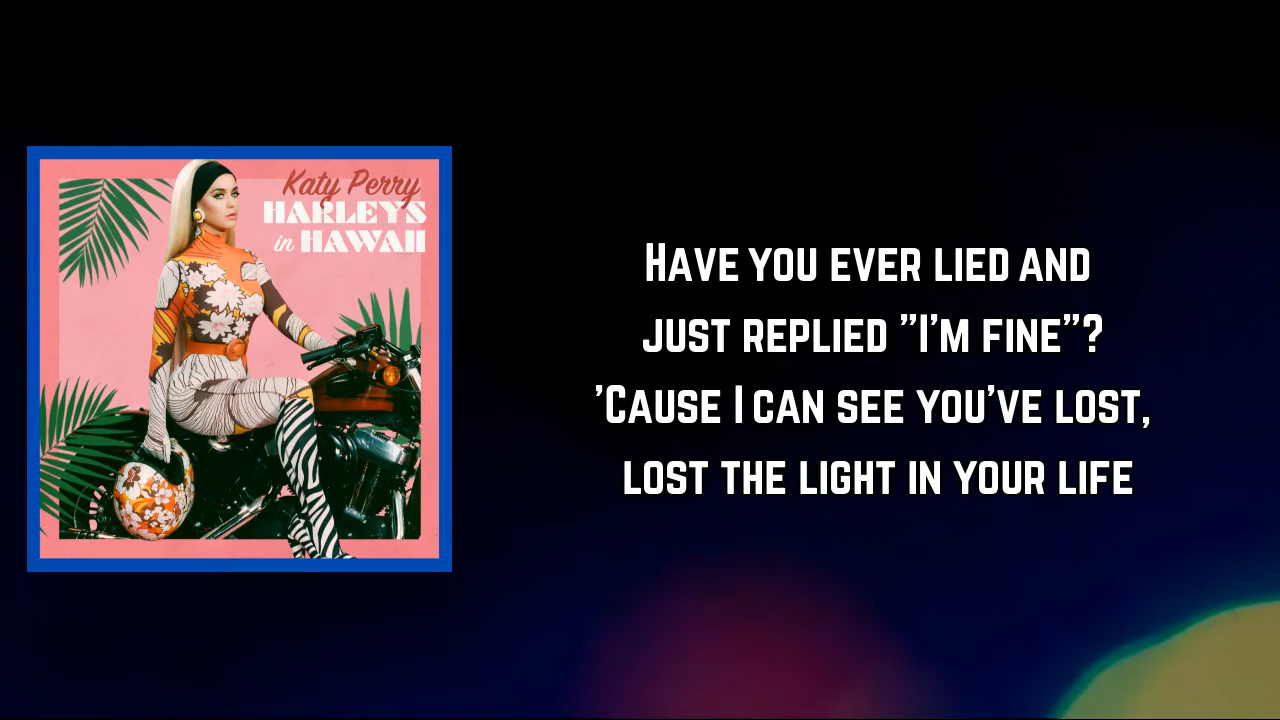 Katy Perry
HARLEYS
in HAWAII
HAVE YOU EVER LIED AND
JUST REPLIED "I'M FINE"?
'CAUSE I CAN SEE YOU'VE LOST,
LOST THE LIGHT IN YOUR LIFE